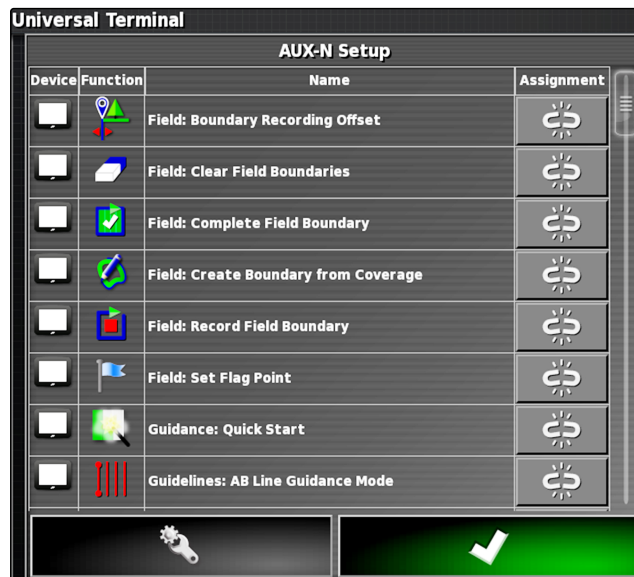 Universal Terminal
AUX-N Setup
Device Function Name Assignment
Field: Boundary Recording Offset
Field: Clear Field Boundaries
Field: Complete Field Boundary
Field: Create Boundary from Coverage
Field: Record Field Boundary
Field: Set Flag Point
Guidance: Quick Start
Guidelines: AB Line Guidance Mode